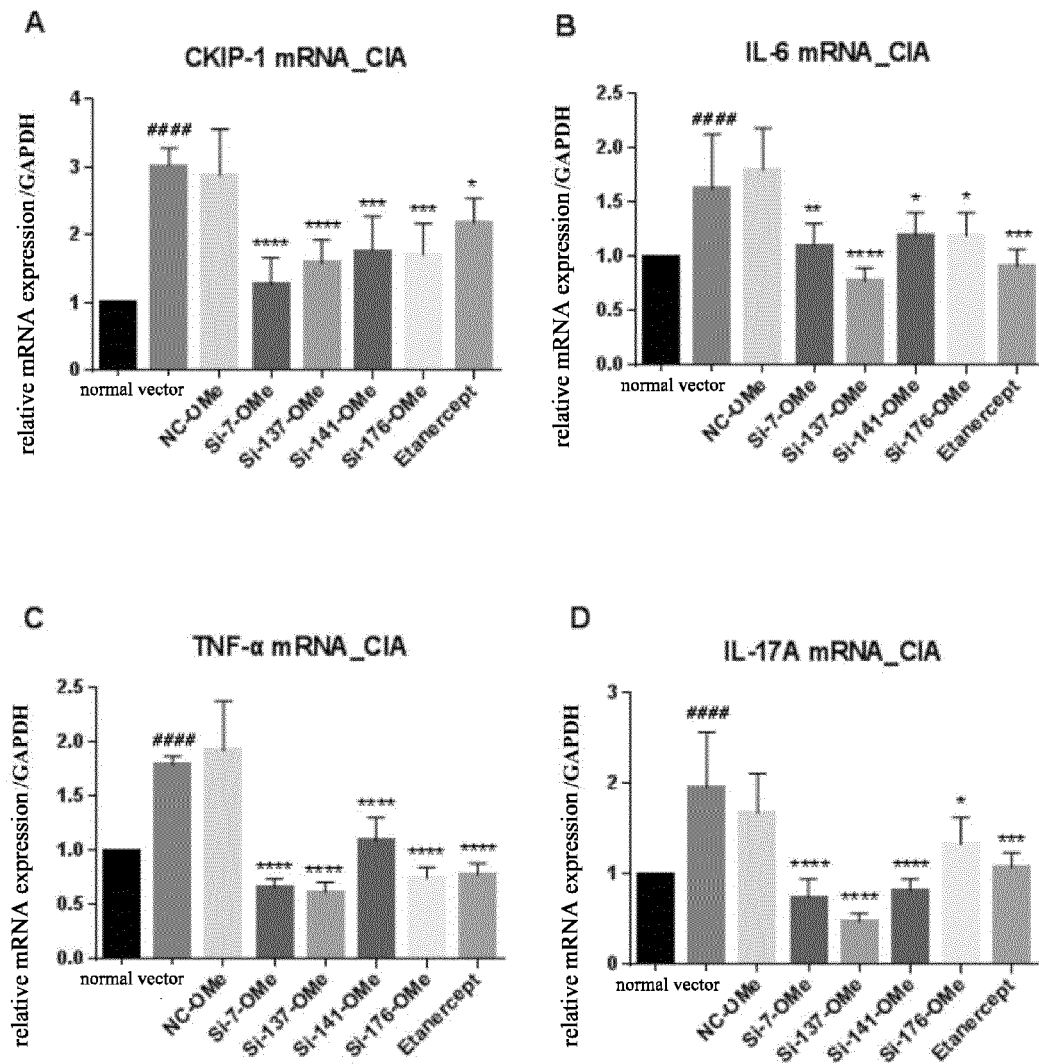 A
CKIP-1 mRNA_CIA
relative mRNA expression/GAPDH
4
3
2
1
0
####
****
****
***
***
*
normal vector
NC-OMe
Si-7-OMe
Si-137-OMe
Si-141-OMe
Si-176-OMe
Etanercept
B
IL-6 mRNA_CIA
relative mRNA expression/GAPDH
2.5
2.0
1.5
1.0
0.5
0.0
####
**
****
*
*
***
normal vector
NC-OMe
Si-7-OMe
Si-137-OMe
Si-141-OMe
Si-176-OMe
Etanercept
C
TNF-α mRNA_CIA
relative mRNA expression/GAPDH
2.5
2.0
1.5
1.0
0.5
0.0
####
****
****
****
****
****
normal vector
NC-OMe
Si-7-OMe
Si-137-OMe
Si-141-OMe
Si-176-OMe
Etanercept
D
IL-17A mRNA_CIA
relative mRNA expression/GAPDH
3
2
1
0
####
****
****
****
*
***
normal vector
NC-OMe
Si-7-OMe
Si-137-OMe
Si-141-OMe
Si-176-OMe
Etanercept